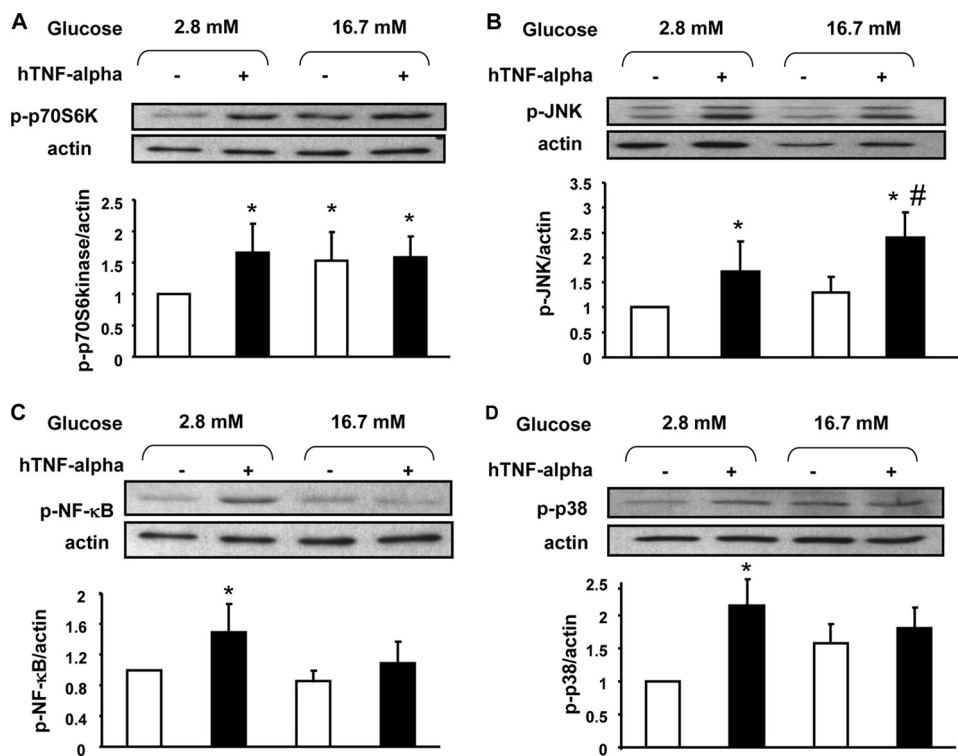 A
Glucose 2.8 mM 16.7 mM
hTNF-alpha - + - +
p-p70S6K
actin
p-p70S6kinase/actin
2.5
2
1.5
1
0.5
0
* * *
B
Glucose 2.8 mM 16.7 mM
hTNF-alpha - + - +
p-JNK
actin
p-JNK/actin
3.5
3
2.5
2
1.5
1
0.5
0
* * #
C
Glucose 2.8 mM 16.7 mM
hTNF-alpha - + - +
p-NF-κB
actin
p-NF-κB/actin
2
1.6
1.2
0.8
0.4
0
*
D
Glucose 2.8 mM 16.7 mM
hTNF-alpha - + - +
p-p38
actin
p-p38/actin
2.5
2
1.5
1
0.5
0
*